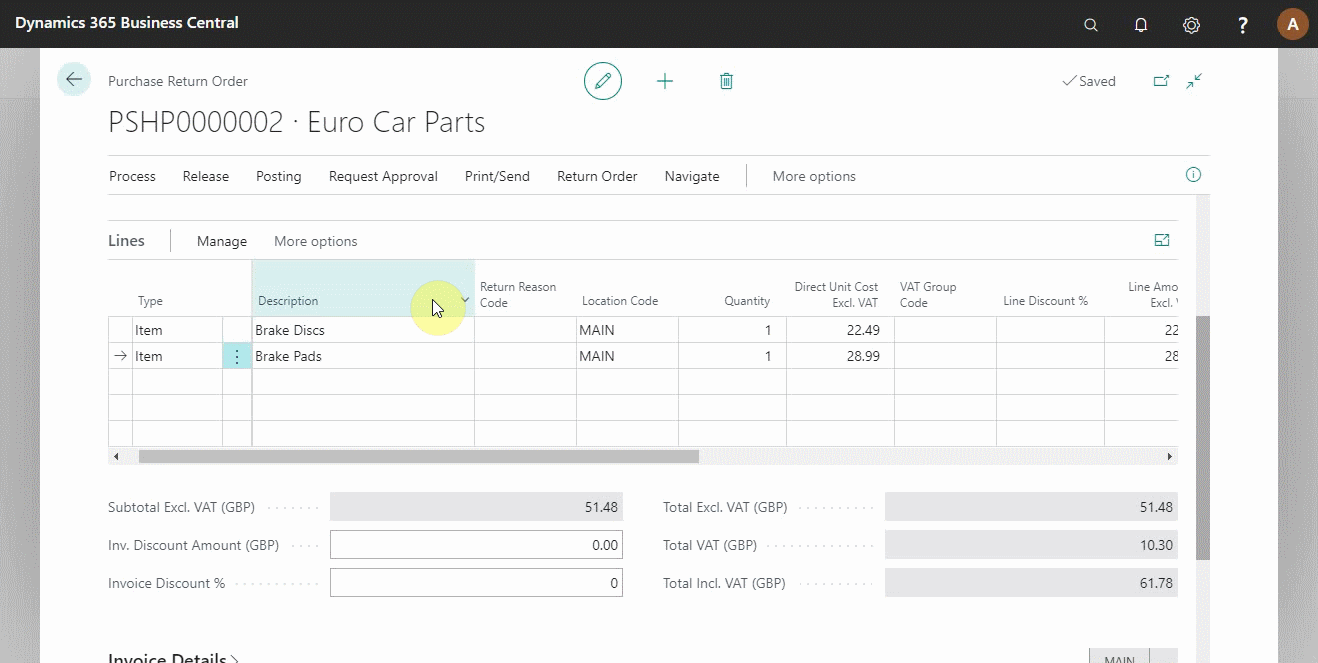 Dynamics 365 Business Central
? A
Purchase Return Order
Saved
PSHP0000002 · Euro Car Parts
Process Release Posting Request Approval Print/Send Return Order Navigate More options
Lines Manage More options
Type Description Return Reason Code Location Code Quantity Direct Unit Cost Excl. VAT VAT Group Code Line Discount % Line Amo Excl.
Item Brake Discs MAIN 1 22.49 22
Item Brake Pads MAIN 1 28.99 28
Subtotal Excl. VAT (GBP) 51.48 Total Excl. VAT (GBP) 51.48
Inv. Discount Amount (GBP) 0.00 Total VAT (GBP) 10.30
Invoice Discount % 0 Total Incl. VAT (GBP) 61.78
Invoice Details MAIN